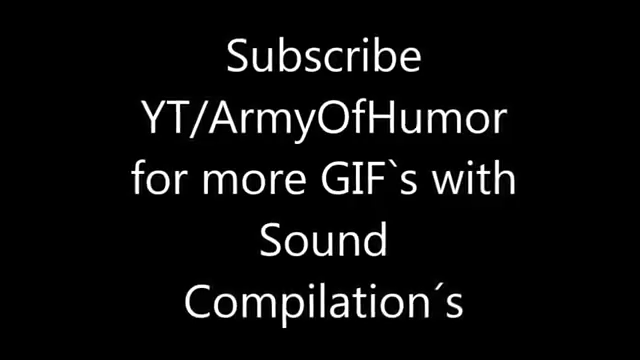 Subscribe
YT/ArmyOfHumor
for more GIF`s with
Sound
Compilation´s